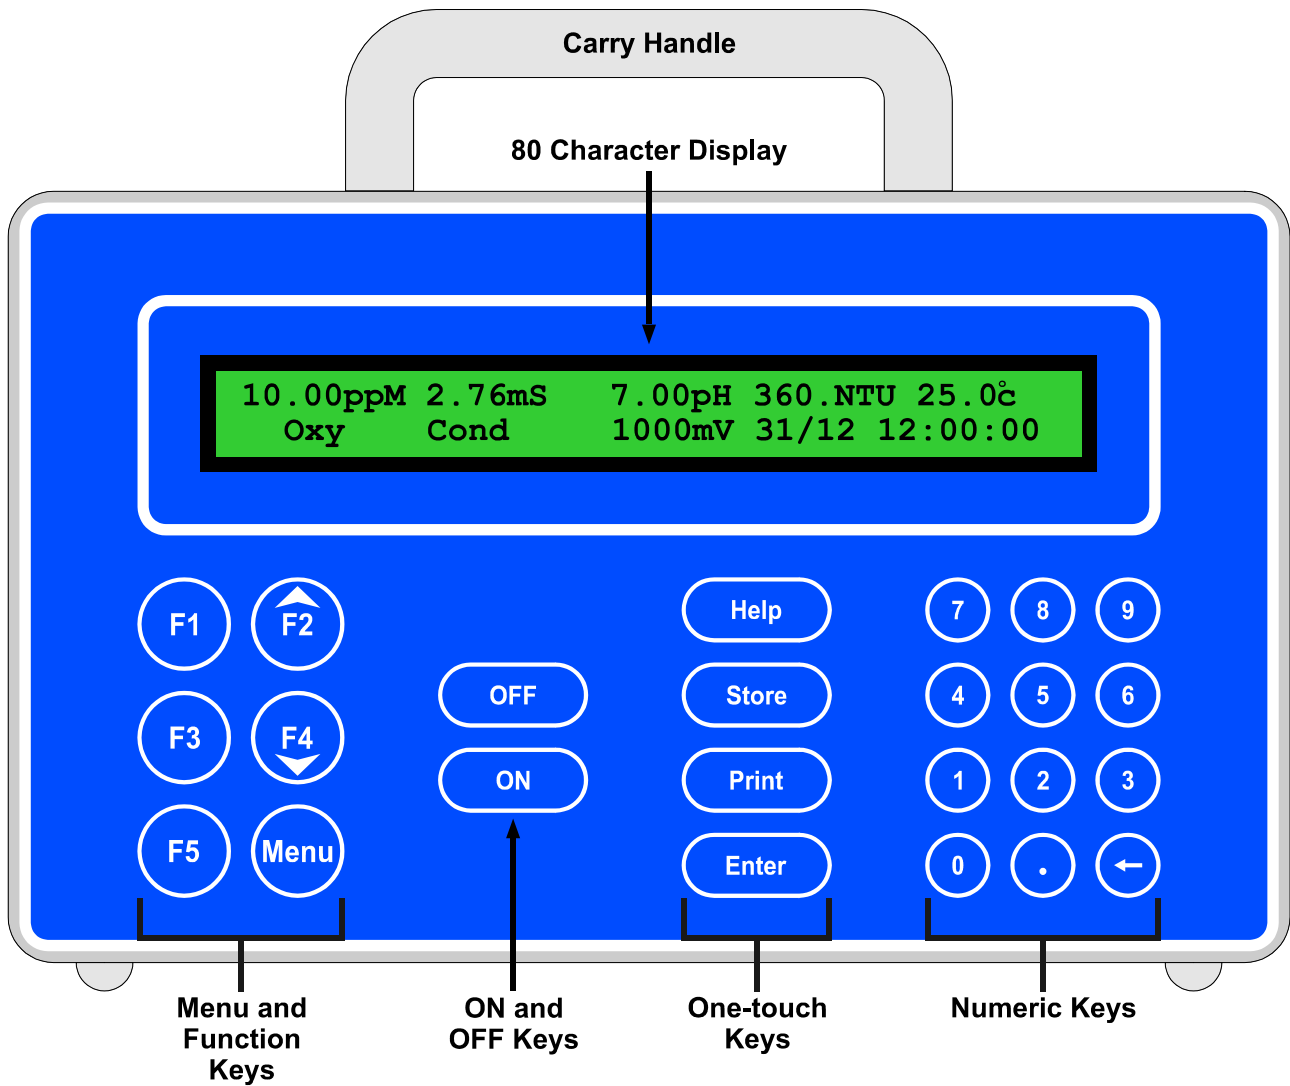 Carry Handle
80 Character Display
10.00ppM 2.76mS 7.00pH 360.NTU 25.0°c
Oxy Cond 1000mV 31/12 12:00:00
F1 F2
F3 F4
F5 Menu
OFF
ON
Help
Store
Print
Enter
7 8 9
4 5 6
1 2 3
0 . ←
Menu and
Function
Keys
ON and
OFF Keys
One-touch
Keys
Numeric Keys